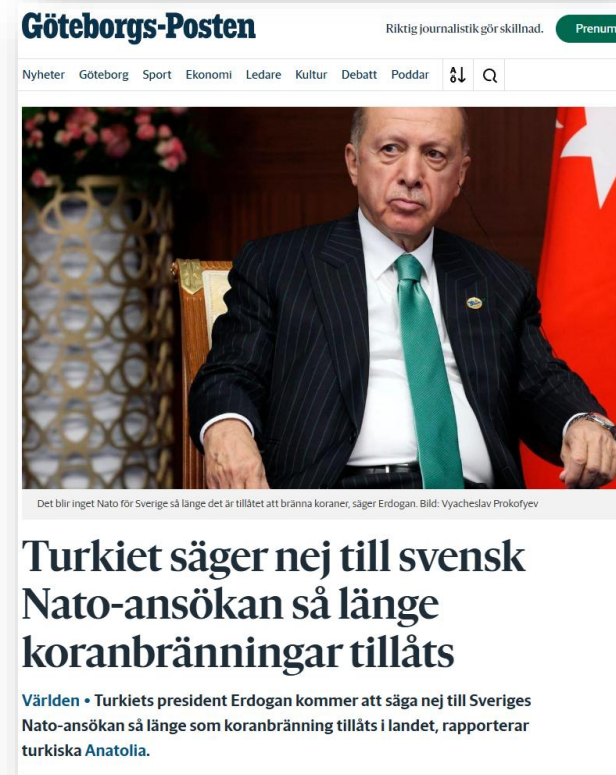 Göteborgs-Posten
Riktig journalistik gör skillnad.
Prenum
Nyheter Göteborg Sport Ekonomi Ledare Kultur Debatt Poddar
Det blir inget Nato för Sverige så länge det är tillåtet att bränna koraner, säger Erdogan. Bild: Vyacheslav Prokofyev
Turkiet säger nej till svensk
Nato-ansökan så länge
koranbränningar tillåts
Världen • Turkiets president Erdogan kommer att säga nej till Sveriges
Nato-ansökan så länge som koranbränning tillåts i landet, rapporterar
turkiska Anatolia.